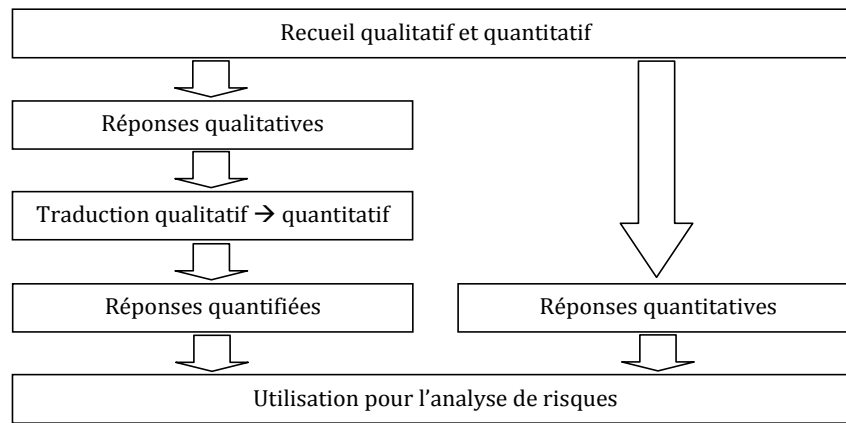 Recueil qualitatif et quantitatif
Réponses qualitatives
Traduction qualitatif → quantitatif
Réponses quantifiées
Réponses quantitatives
Utilisation pour l'analyse de risques